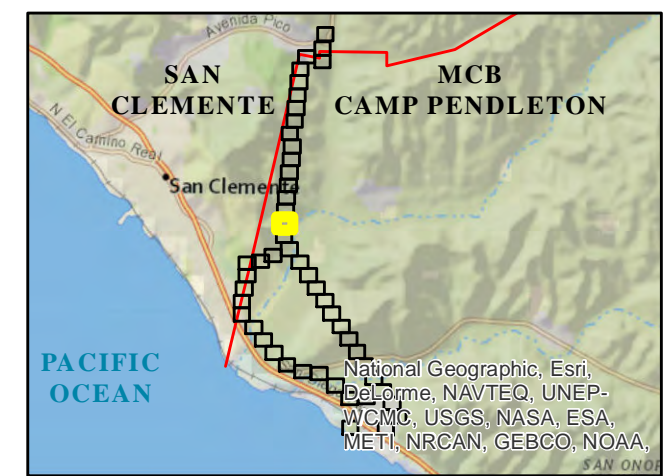 Avenida Pico
SAN
CLEMENTE
MCB
CAMP PENDLETON
N El Camino Real
San Clemente
PACIFIC
OCEAN
National Geographic, Esri,
DeLorme, NAVTEQ, UNEP-
WCMC, USGS, NASA, ESA,
METI, NRCAN, GEBCO, NOAA,
SAN ONOF